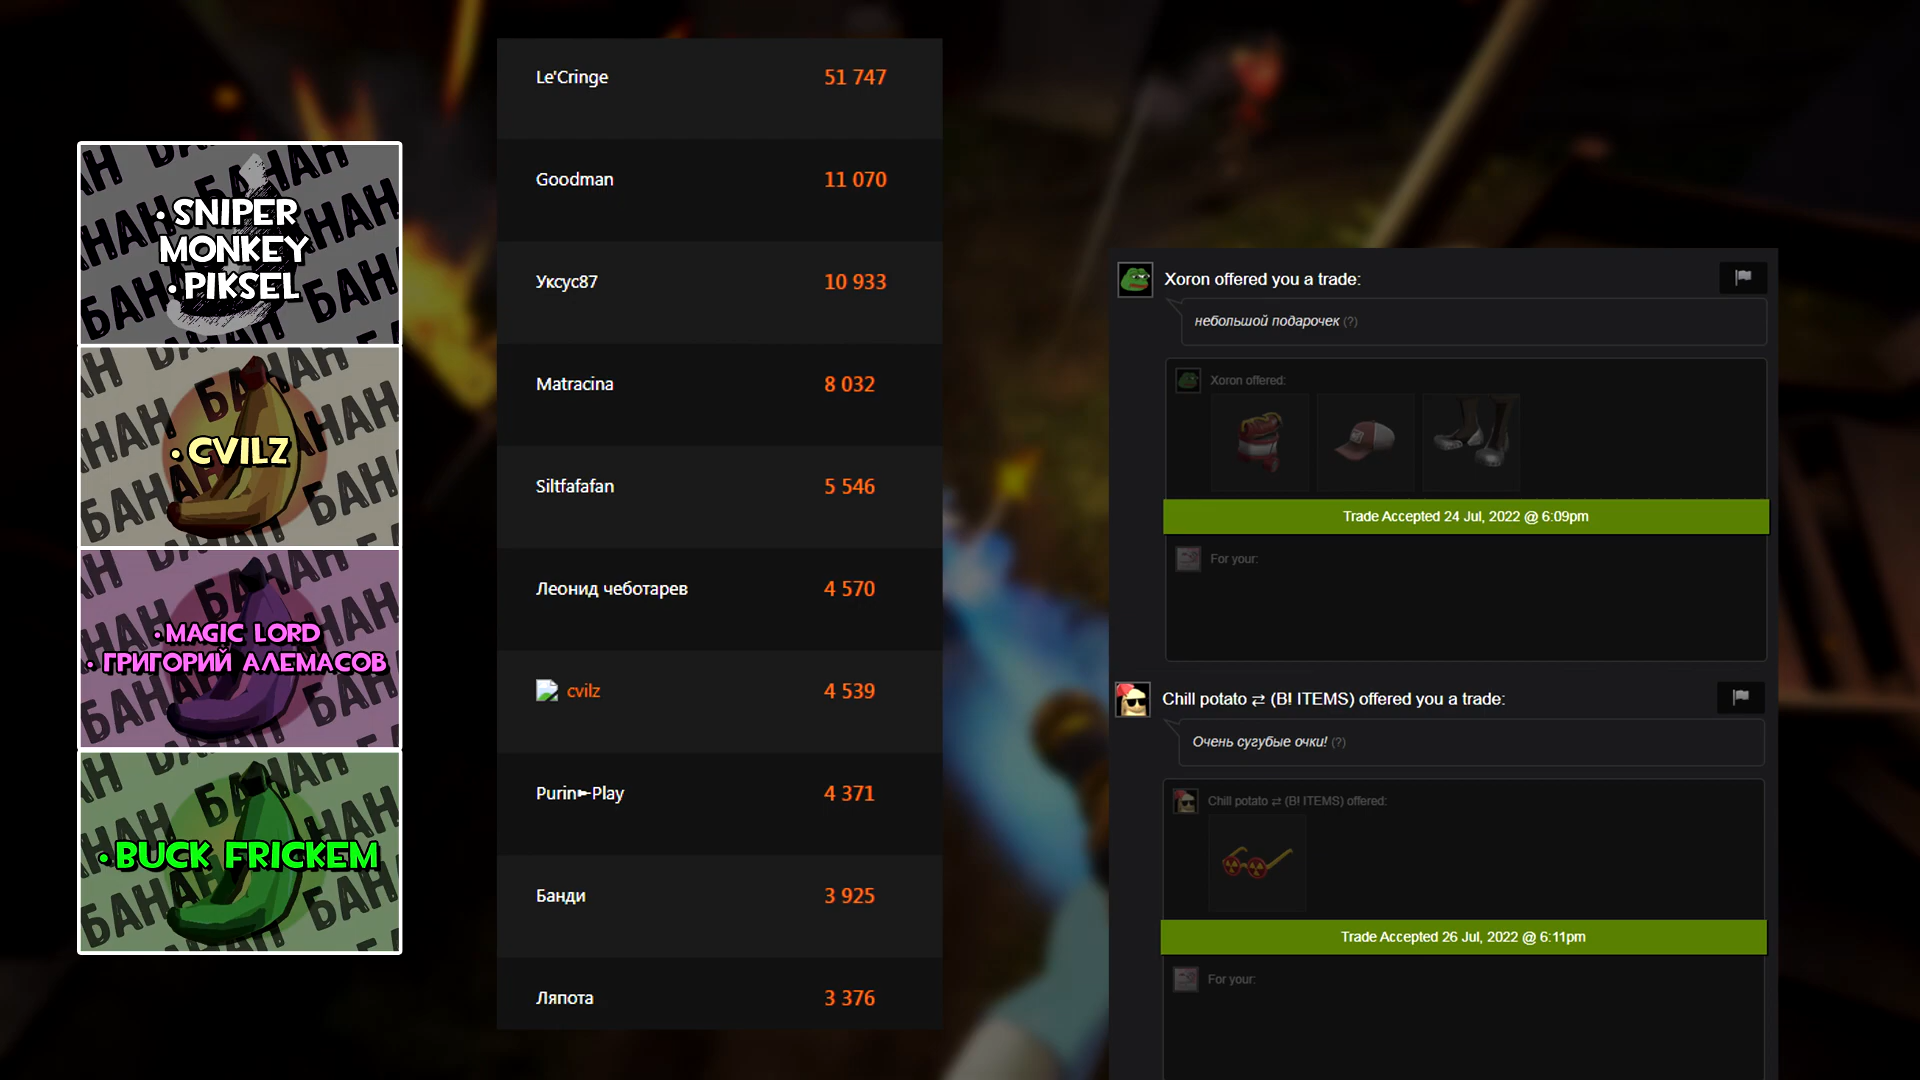 • SNIPER
MONKEY
• PIKSEL
• CVILZ
• MAGIC LORD
• ГРИГОРИЙ АЛЕМАСОВ
• BUCK FRICKEM
Le'Cringe 51 747
Goodman 11 070
Уксус87 10 933
Matracina 8 032
Siltfafafan 5 546
Леонид чеботарев 4 570
cvilz 4 539
Purin►Play 4 371
Банди 3 925
Ляпота 3 376
Xoron offered you a trade:
небольшой подарочек (?)
Xoron offered:
Trade Accepted 24 Jul, 2022 @ 6:09pm
For your:
Chill potato ⇄ (B! ITEMS) offered you a trade:
Очень сугубые очки! (?)
Chill potato ⇄ (B! ITEMS) offered:
Trade Accepted 26 Jul, 2022 @ 6:11pm
For your: